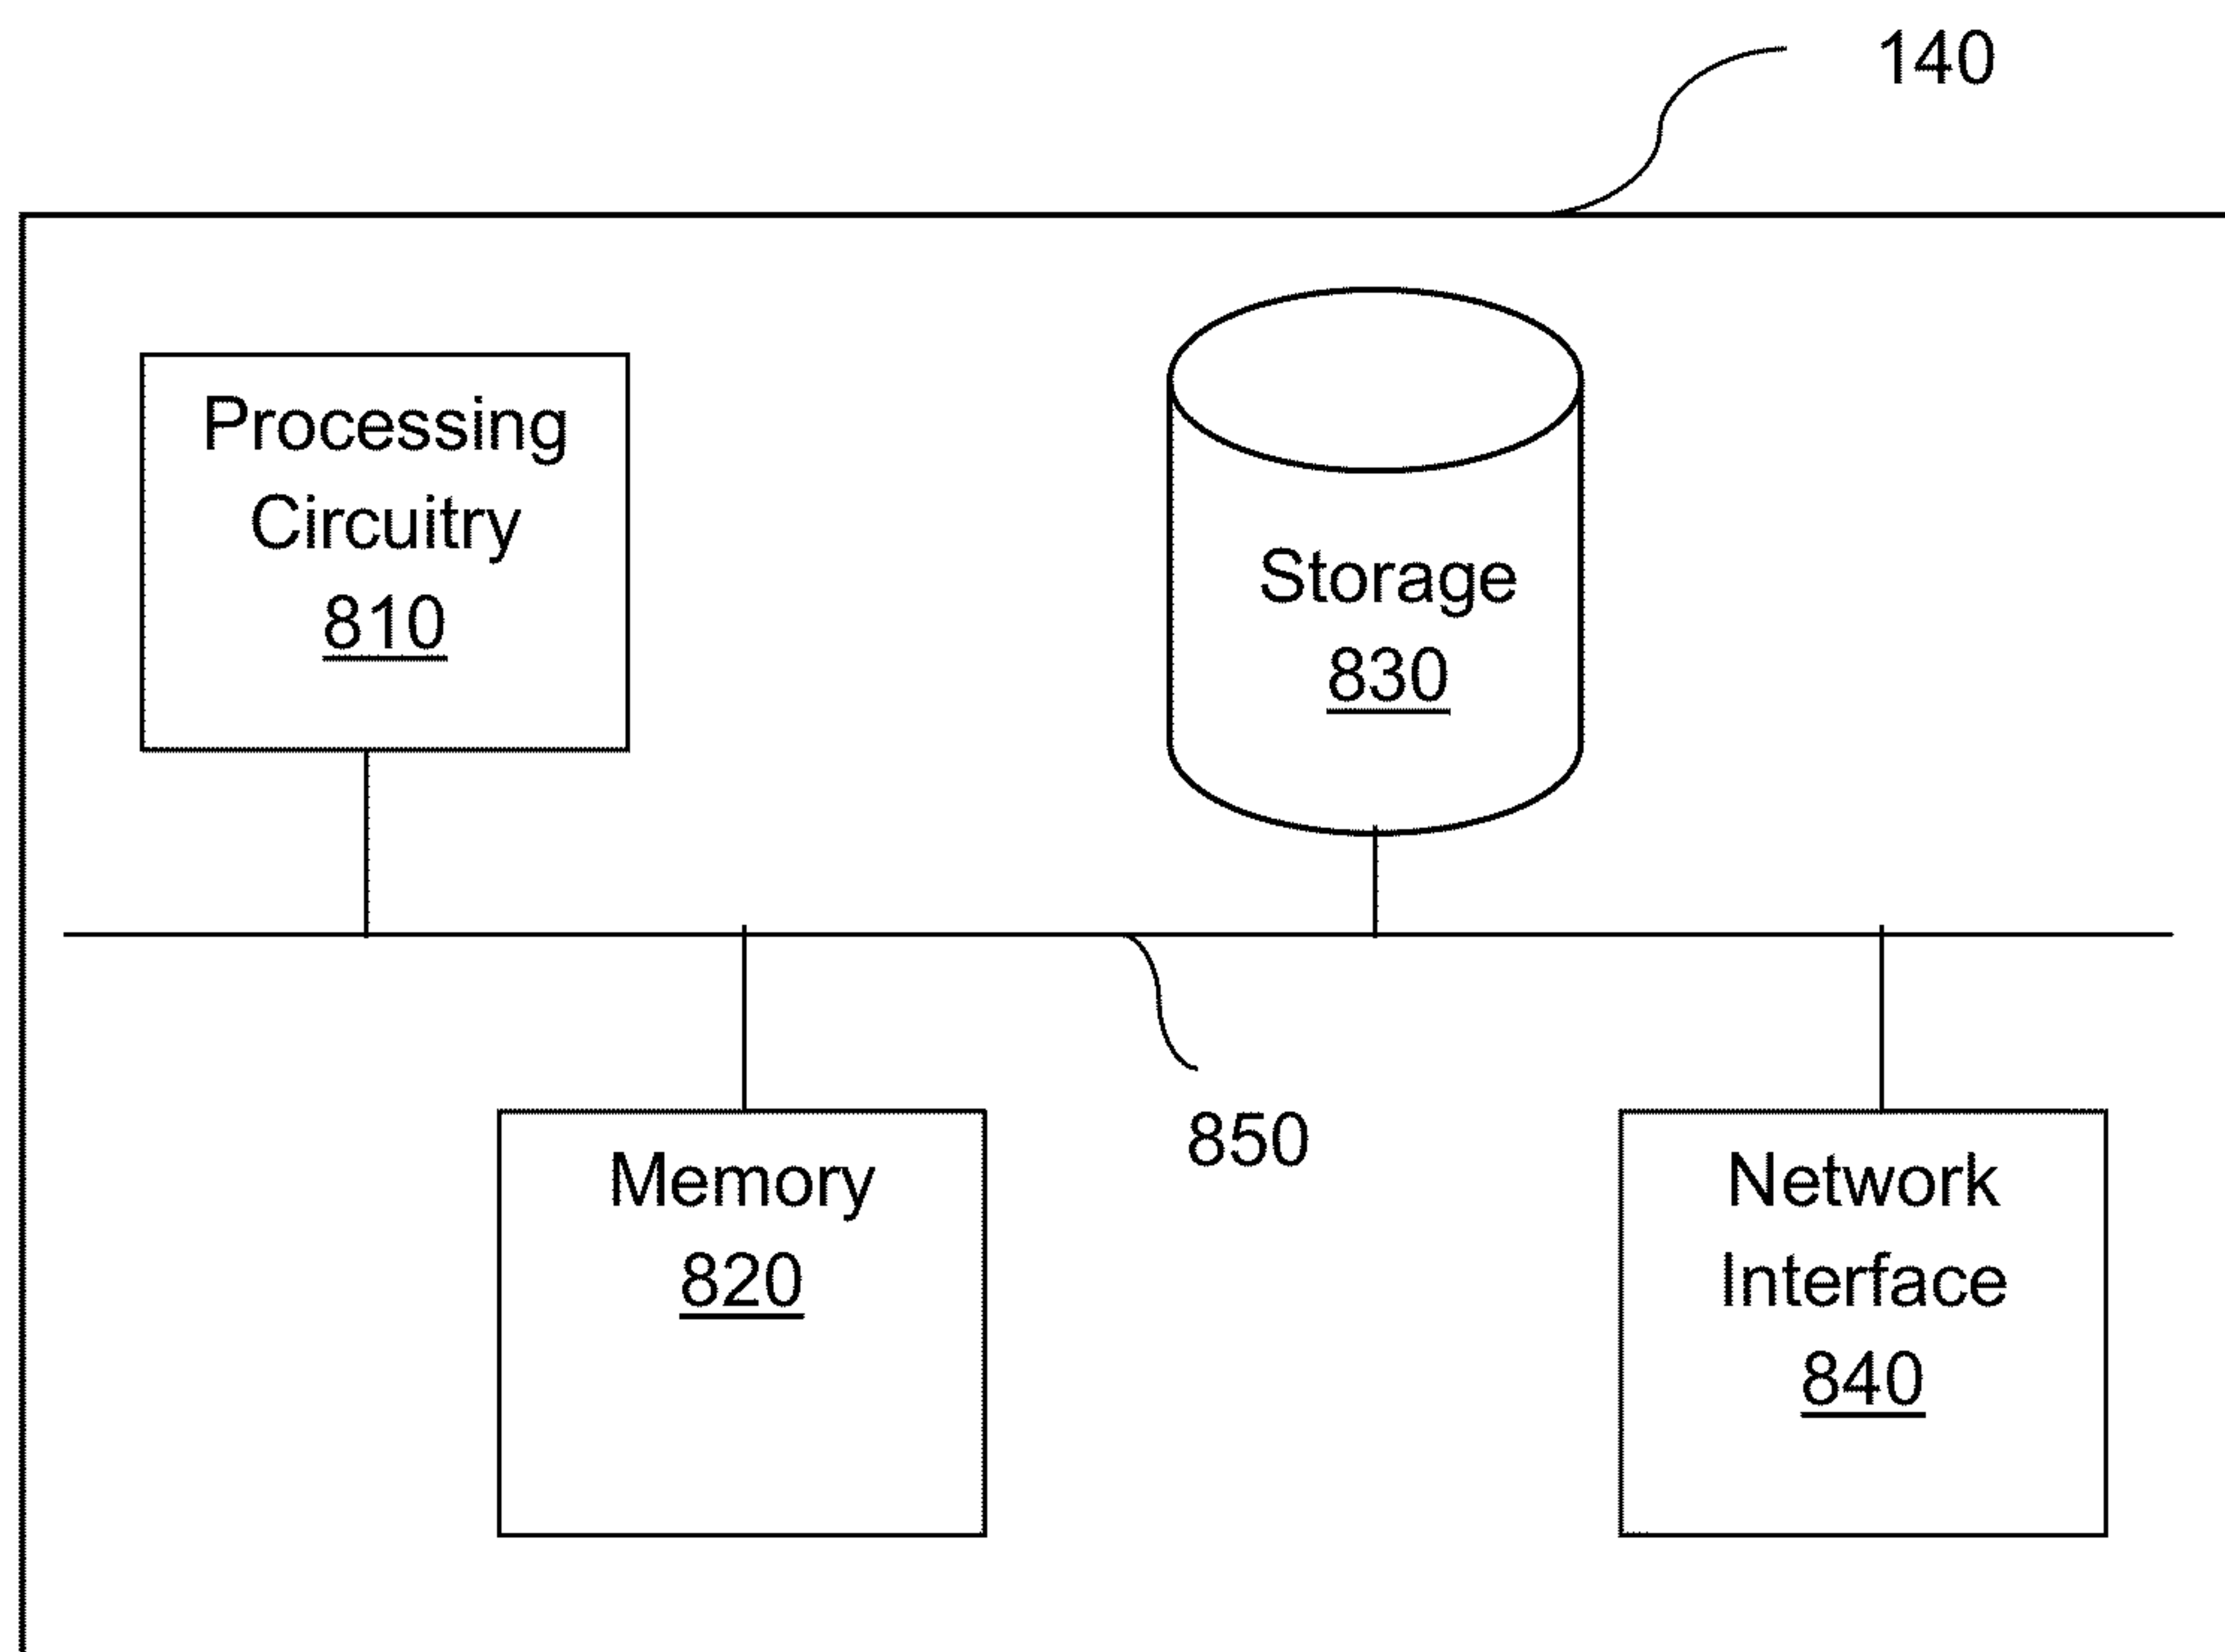 140
Processing
Circuitry
810
Storage
830
850
Memory
820
Network
Interface
840